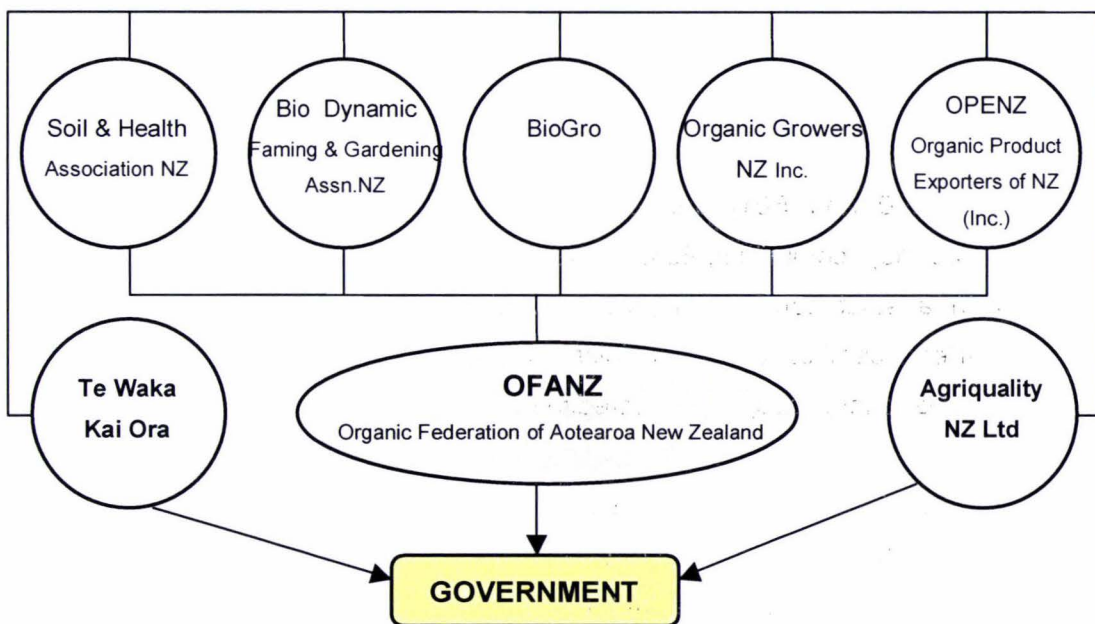 Soil & Health
Association NZ
Bio Dynamic
Faming & Gardening
Assn.NZ
BioGro
Organic Growers
NZ Inc.
OPENZ
Organic Product
Exporters of NZ
(Inc.)
Te Waka
Kai Ora
OFANZ
Organic Federation of Aotearoa New Zealand
Agriquality
NZ Ltd
GOVERNMENT